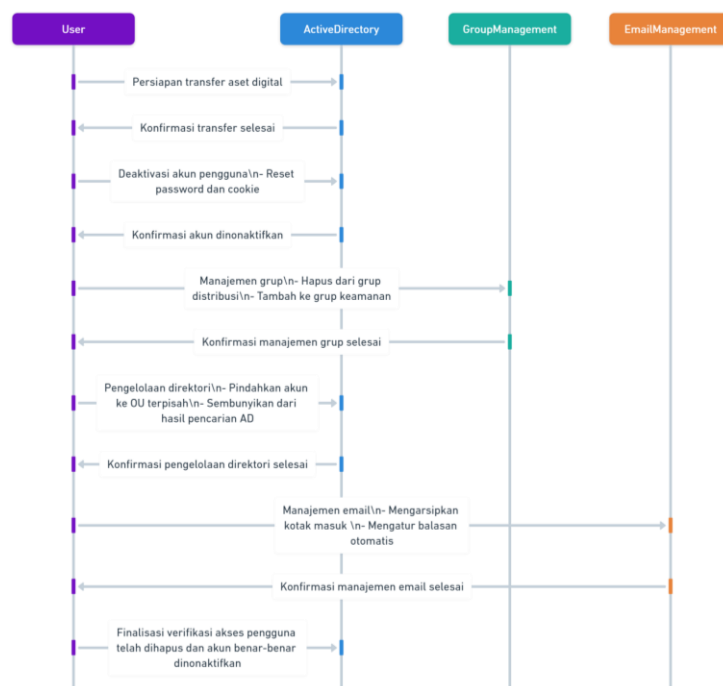 User
ActiveDirectory
GroupManagement
EmailManagement
Persiapan transfer aset digital
Konfirmasi transfer selesai
Deaktivasi akun pengguna\n- Reset
password dan cookie
Konfirmasi akun dinonaktifkan
Manajemen grup\n- Hapus dari grup
distribusi\n- Tambah ke grup keamanan
Konfirmasi manajemen grup selesai
Pengelolaan direktori\n- Pindahkan akun
ke OU terpisah\n- Sembunyikan dari
hasil pencarian AD
Konfirmasi pengelolaan direktori selesai
Manajemen email\n- Mengarsipkan
kotak masuk \n- Mengatur balasan
otomatis
Konfirmasi manajemen email selesai
Finalisasi verifikasi akses pengguna
telah dihapus dan akun benar-benar
dinonaktifkan